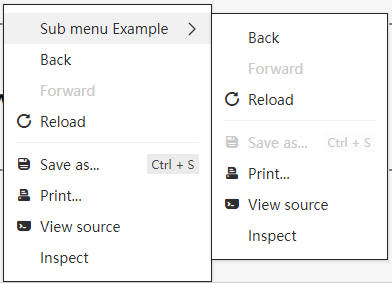 Sub menu Example
Back
Forward
Reload
Save as... Ctrl + S
Print...
View source
Inspect
Back
Forward
Reload
Save as... Ctrl + S
Print...
View source
Inspect